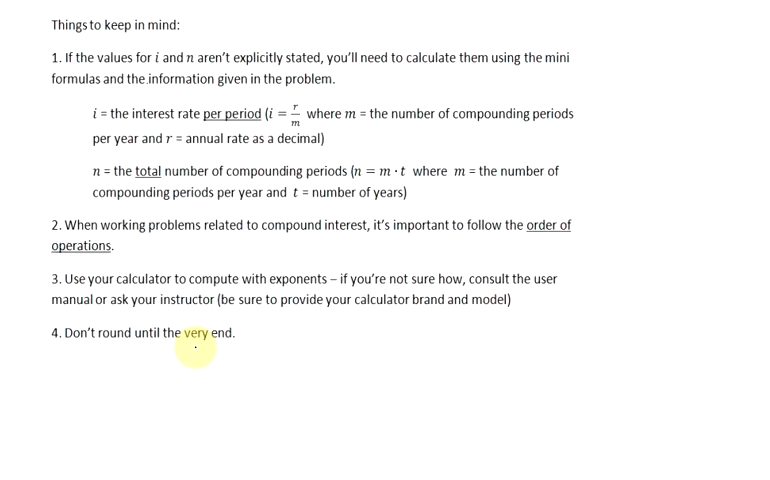 Things to keep in mind:
1. If the values for i and n aren't explicitly stated, you'll need to calculate them using the mini
formulas and the information given in the problem.
i = the interest rate per period (i = r/m where m = the number of compounding periods
per year and r = annual rate as a decimal)
n = the total number of compounding periods (n = m · t where m = the number of
compounding periods per year and t = number of years)
2. When working problems related to compound interest, it's important to follow the order of
operations.
3. Use your calculator to compute with exponents – if you're not sure how, consult the user
manual or ask your instructor (be sure to provide your calculator brand and model)
4. Don't round until the very end.